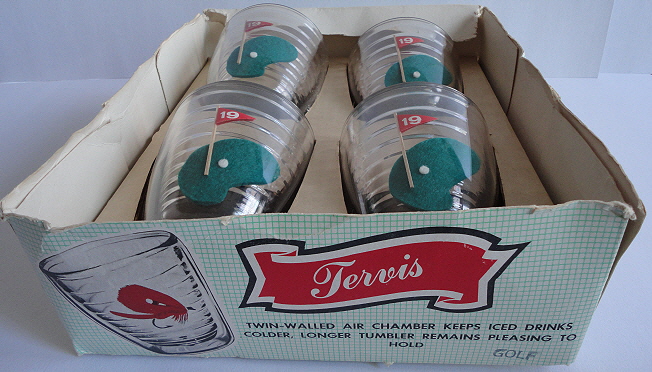 19
19
19
19
Tervis
TWIN-WALLED AIR CHAMBER KEEPS ICED DRINKS
COLDER, LONGER TUMBLER REMAINS PLEASING TO
HOLD
GOLF